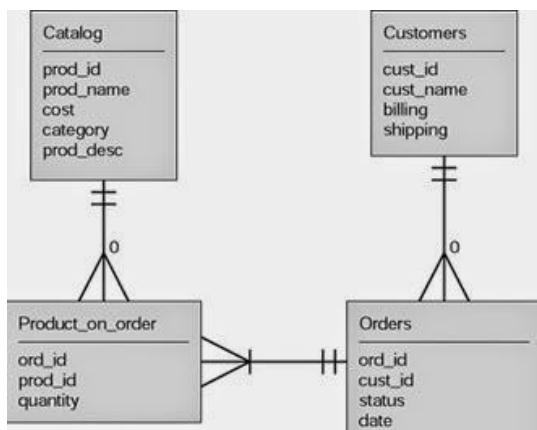 Catalog
prod_id
prod_name
cost
category
prod_desc
Customers
cust_id
cust_name
billing
shipping
0
0
Product_on_order
ord_id
prod_id
quantity
Orders
ord_id
cust_id
status
date